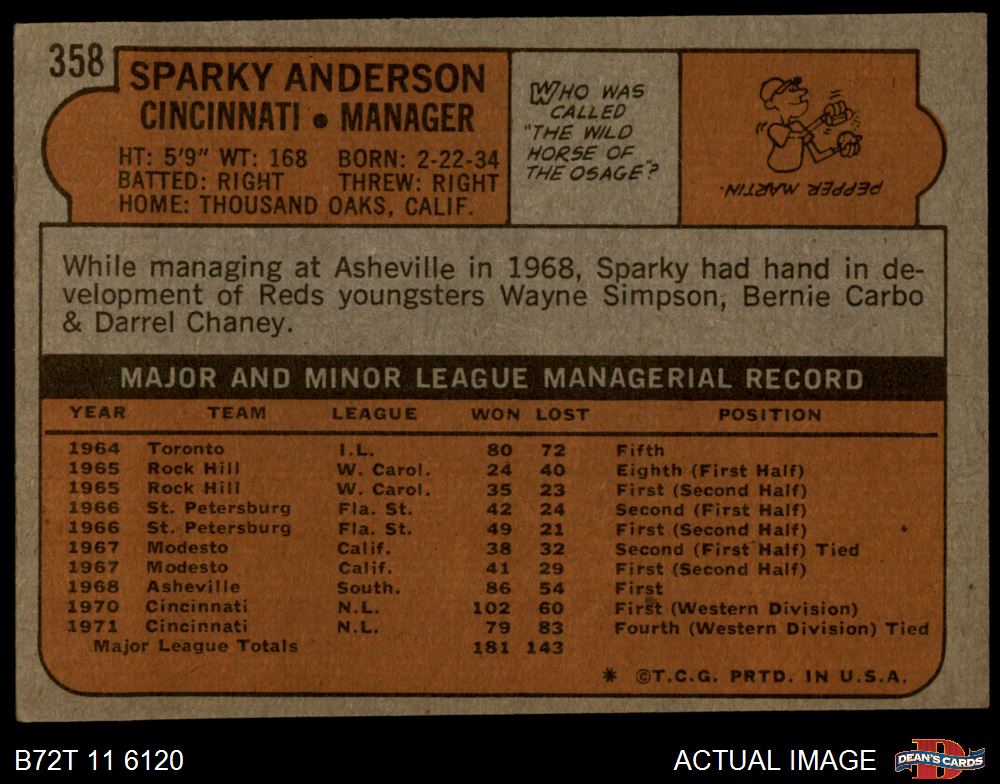 358
SPARKY ANDERSON
CINCINNATI • MANAGER
HT: 5'9" WT: 168 BORN: 2-22-34
BATTED: RIGHT THREW: RIGHT
HOME: THOUSAND OAKS, CALIF.
WHO WAS
CALLED
"THE WILD
HORSE OF
THE OSAGE"?
PEPPER MARTIN.
While managing at Asheville in 1968, Sparky had hand in de-
velopment of Reds youngsters Wayne Simpson, Bernie Carbo
& Darrel Chaney.
MAJOR AND MINOR LEAGUE MANAGERIAL RECORD
YEAR TEAM LEAGUE WON LOST POSITION
1964 Toronto I.L. 80 72 Fifth
1965 Rock Hill W. Carol. 24 40 Eighth (First Half)
1965 Rock Hill W. Carol. 35 23 First (Second Half)
1966 St. Petersburg Fla. St. 42 24 Second (First Half)
1966 St. Petersburg Fla. St. 49 21 First (Second Half)
1967 Modesto Calif. 38 32 Second (First Half) Tied
1967 Modesto Calif. 41 29 First (Second Half)
1968 Asheville South. 86 54 First
1970 Cincinnati N.L. 102 60 First (Western Division)
1971 Cincinnati N.L. 79 83 Fourth (Western Division) Tied
Major League Totals 181 143
* ©T.C.G. PRTD. IN U.S.A.
B72T 11 6120
ACTUAL IMAGE
D
DEAN'S CARDS